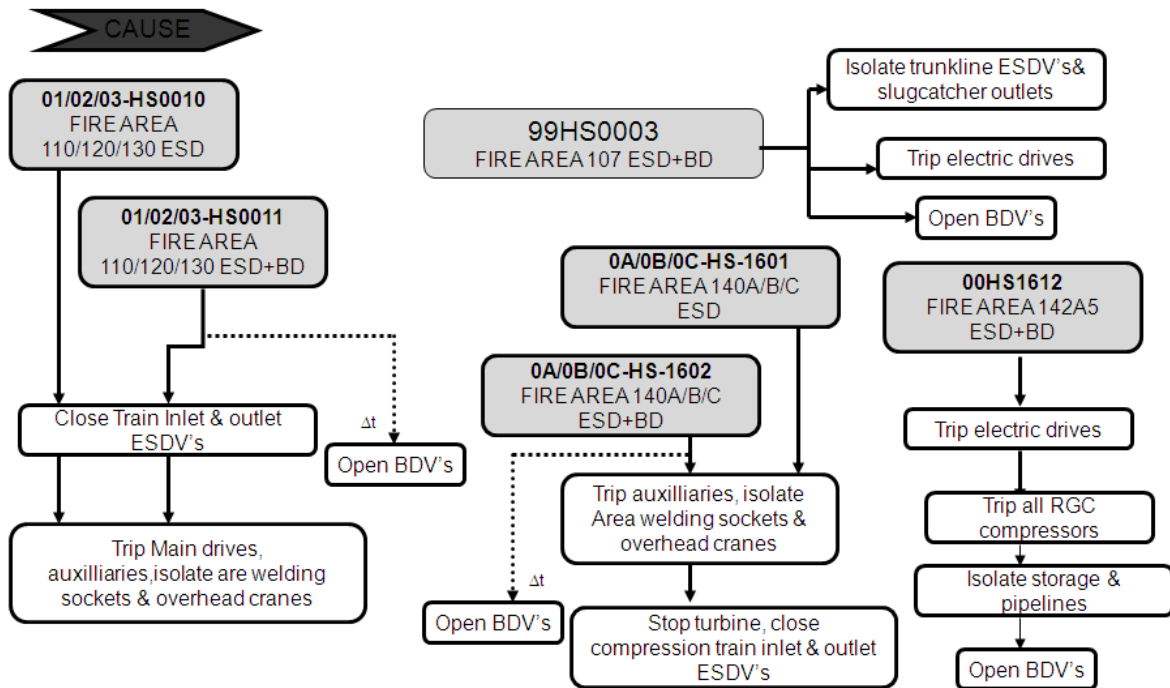 CAUSE
01/02/03-HS0010
FIRE AREA
110/120/130 ESD
01/02/03-HS0011
FIRE AREA
110/120/130 ESD+BD
Close Train Inlet & outlet
ESDV's
Δt
Open BDV's
Trip Main drives,
auxilliaries,isolate are welding
sockets & overhead cranes
99HS0003
FIRE AREA 107 ESD+BD
Isolate trunkline ESDV's&
slugcatcher outlets
Trip electric drives
Open BDV's
0A/0B/0C-HS-1601
FIRE AREA 140A/B/C
ESD
0A/0B/0C-HS-1602
FIRE AREA 140A/B/C
ESD+BD
Trip auxilliaries, isolate
Area welding sockets &
overhead cranes
Δt
Open BDV's
Stop turbine, close
compression train inlet & outlet
ESDV's
00HS1612
FIRE AREA 142A5
ESD+BD
Trip electric drives
Trip all RGC
compressors
Isolate storage &
pipelines
Open BDV's